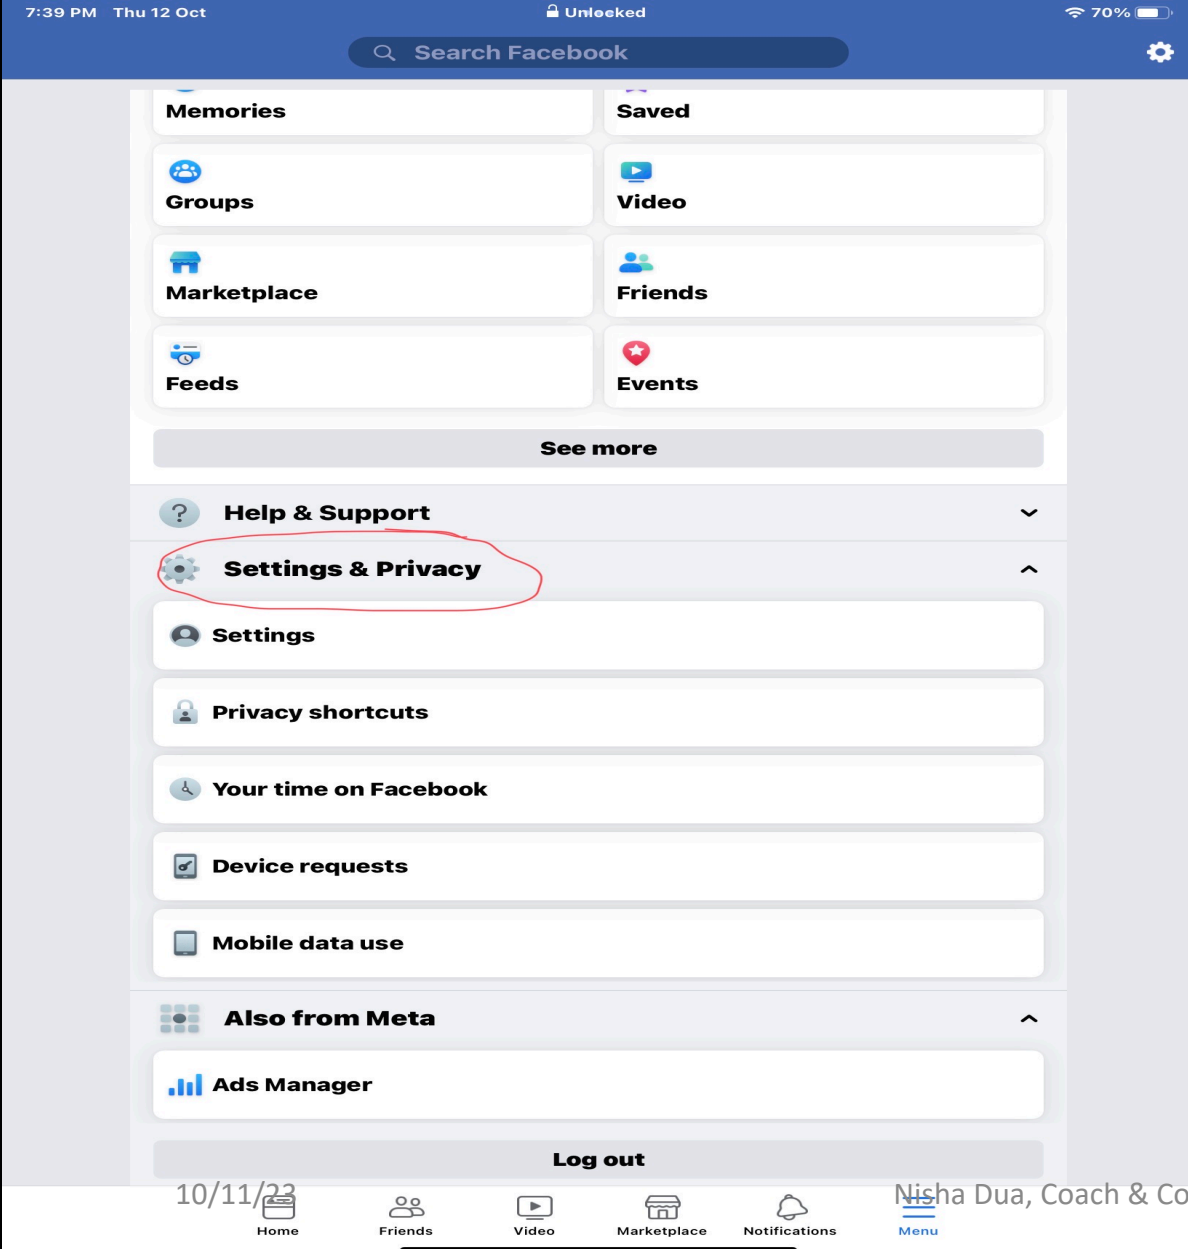 7:39 PM Thu 12 Oct Unlocked 70%
Search Facebook
Memories Saved
Groups Video
Marketplace Friends
Feeds Events
See more
Help & Support
Settings & Privacy
Settings
Privacy shortcuts
Your time on Facebook
Device requests
Mobile data use
Also from Meta
Ads Manager
Log out
10/11/23 Nisha Dua, Coach & Co
Home Friends Video Marketplace Notifications Menu